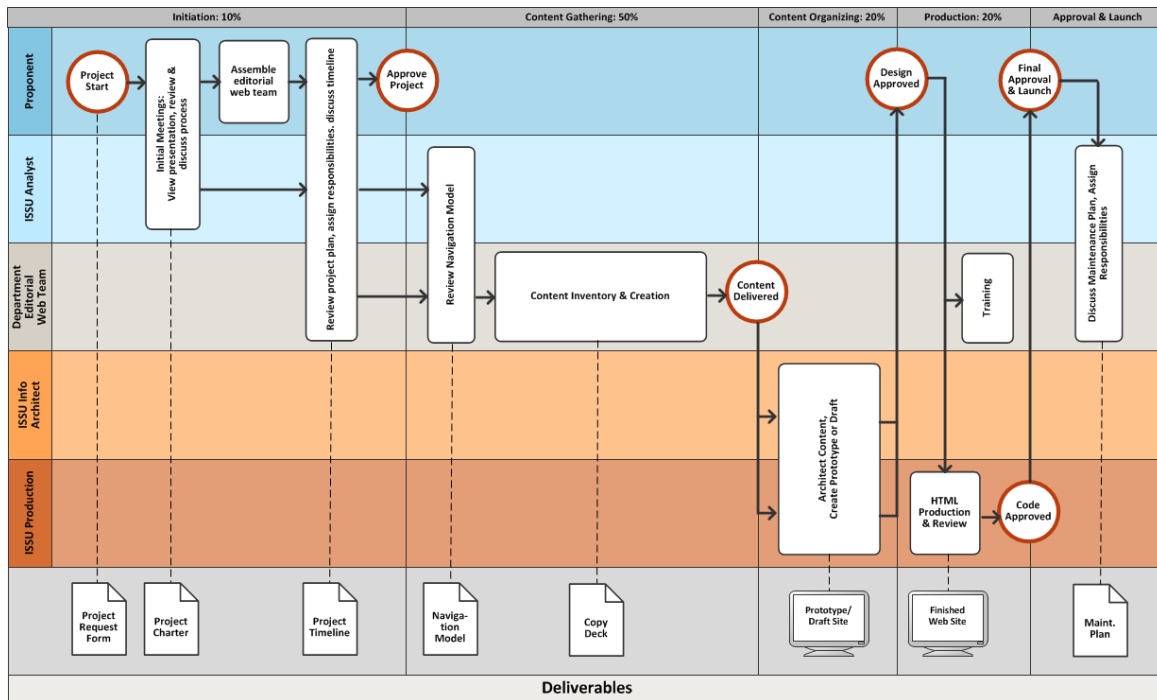 Initiation: 10%
Content Gathering: 50%
Content Organizing: 20%
Production: 20%
Approval & Launch
Proponent
Project
Start
Initial Meetings:
View presentation, review &
discuss process
Assemble
editorial
web team
Review project plan, assign responsibilities. discuss timeline
Approve
Project
Design
Approved
Final
Approval
& Launch
ISSU Analyst
Review Navigation Model
Discuss Maintenance Plan, Assign
Responsibilities
Department
Editorial
Web Team
Content Inventory & Creation
Content
Delivered
Training
ISSU Info
Architect
Architect Content,
Create Prototype or Draft
ISSU Production
HTML
Production
& Review
Code
Approved
Project
Request
Form
Project
Charter
Project
Timeline
Naviga-
tion
Model
Copy
Deck
Prototype/
Draft Site
Finished
Web Site
Maint.
Plan
Deliverables